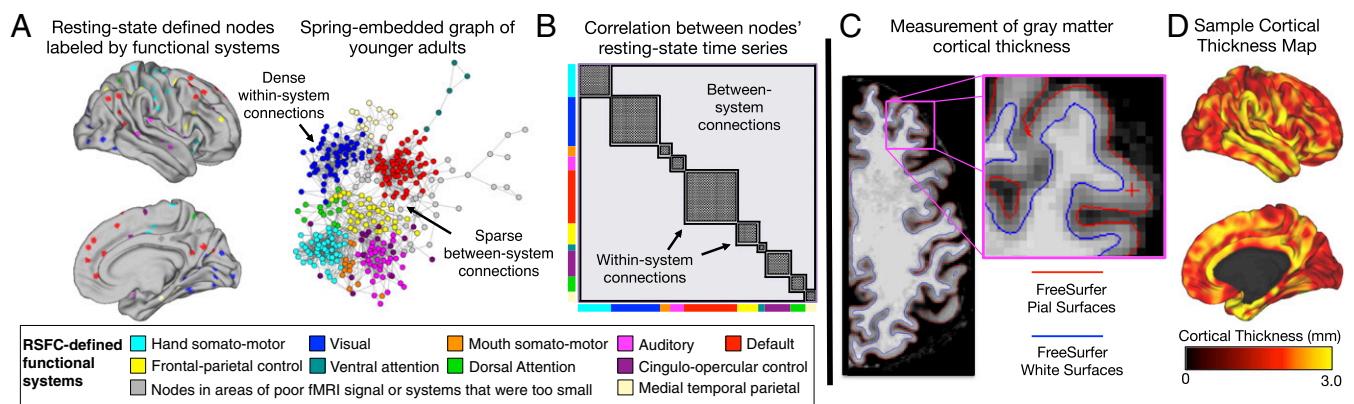 A
Resting-state defined nodes
labeled by functional systems
Spring-embedded graph of
younger adults
Dense
within-system
connections
Sparse
between-system
connections
B
Correlation between nodes'
resting-state time series
Between-
system
connections
Within-system
connections
RSFC-defined
functional
systems
Hand somato-motor
Visual
Mouth somato-motor
Auditory
Default
Frontal-parietal control
Ventral attention
Dorsal Attention
Cingulo-opercular control
Nodes in areas of poor fMRI signal or systems that were too small
Medial temporal parietal
C
Measurement of gray matter
cortical thickness
FreeSurfer
Pial Surfaces
FreeSurfer
White Surfaces
D
Sample Cortical
Thickness Map
Cortical Thickness (mm)
0
3.0